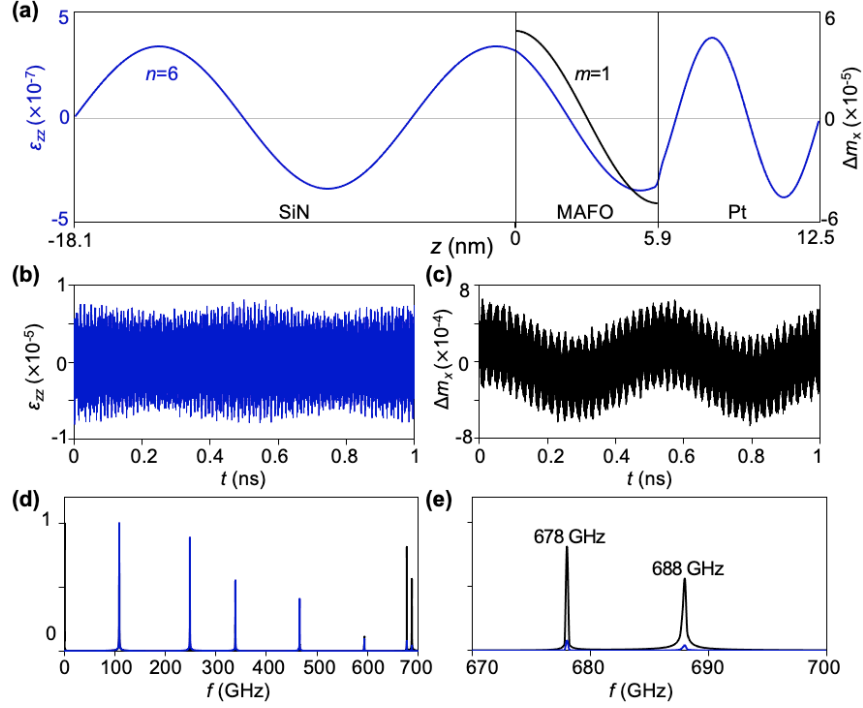 (a)
5
6
n=6
m=1
εzz (×10⁻⁷)
0
0
Δmx (×10⁻⁵)
SiN
MAFO
Pt
-5
-6
-18.1
z (nm)
0
5.9
12.5
(b)
(c)
1
8
εzz (×10⁻⁵)
0
Δmx (×10⁻⁴)
0
-1
-8
0
0.2
0.4
0.6
0.8
1
0
0.2
0.4
0.6
0.8
1
t (ns)
t (ns)
(d)
(e)
1
678 GHz
688 GHz
0
0
100
200
300
400
500
600
700
670
680
690
700
f (GHz)
f (GHz)